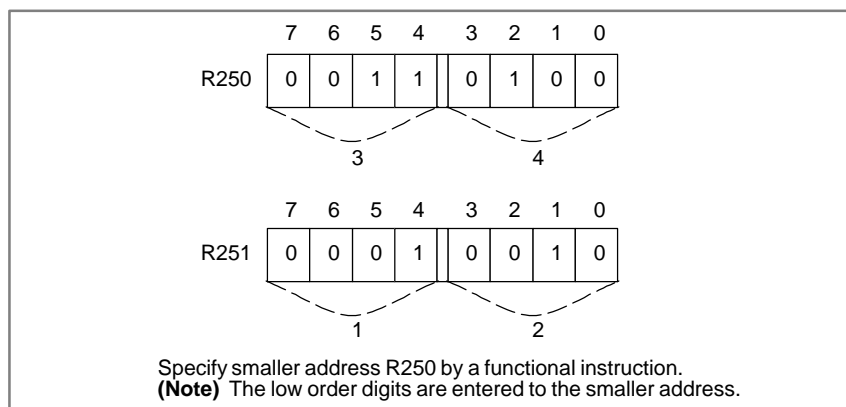 7 6 5 4 3 2 1 0
R250 0 0 1 1 0 1 0 0
3 4
7 6 5 4 3 2 1 0
R251 0 0 0 1 0 0 1 0
1 2
Specify smaller address R250 by a functional instruction.
(Note) The low order digits are entered to the smaller address.